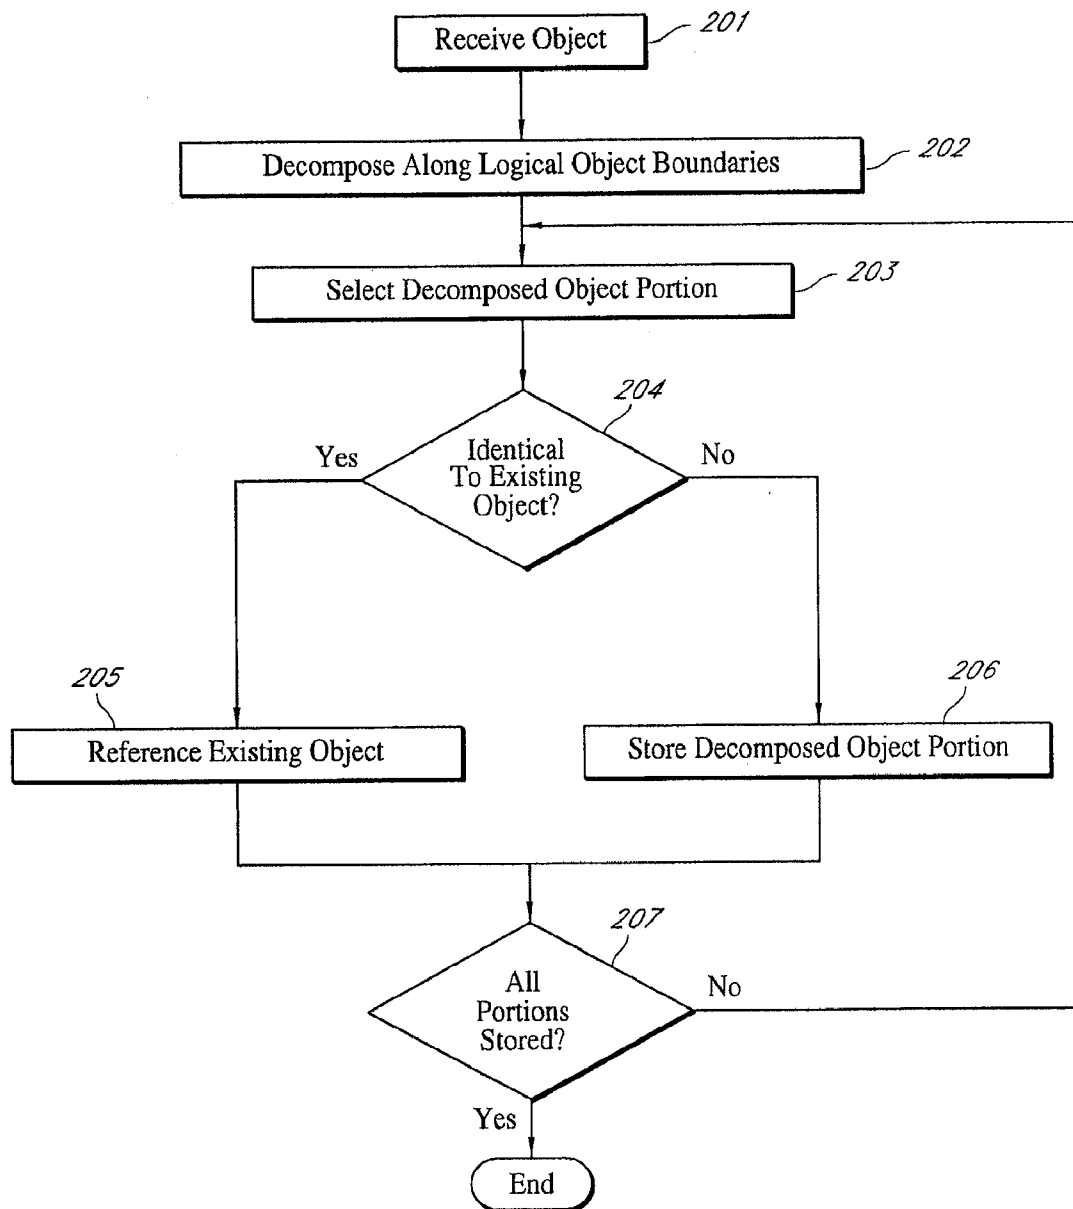 Receive Object
201
Decompose Along Logical Object Boundaries
202
Select Decomposed Object Portion
203
204
Identical
To Existing
Object?
Yes
No
205
Reference Existing Object
206
Store Decomposed Object Portion
207
All
Portions
Stored?
No
Yes
End